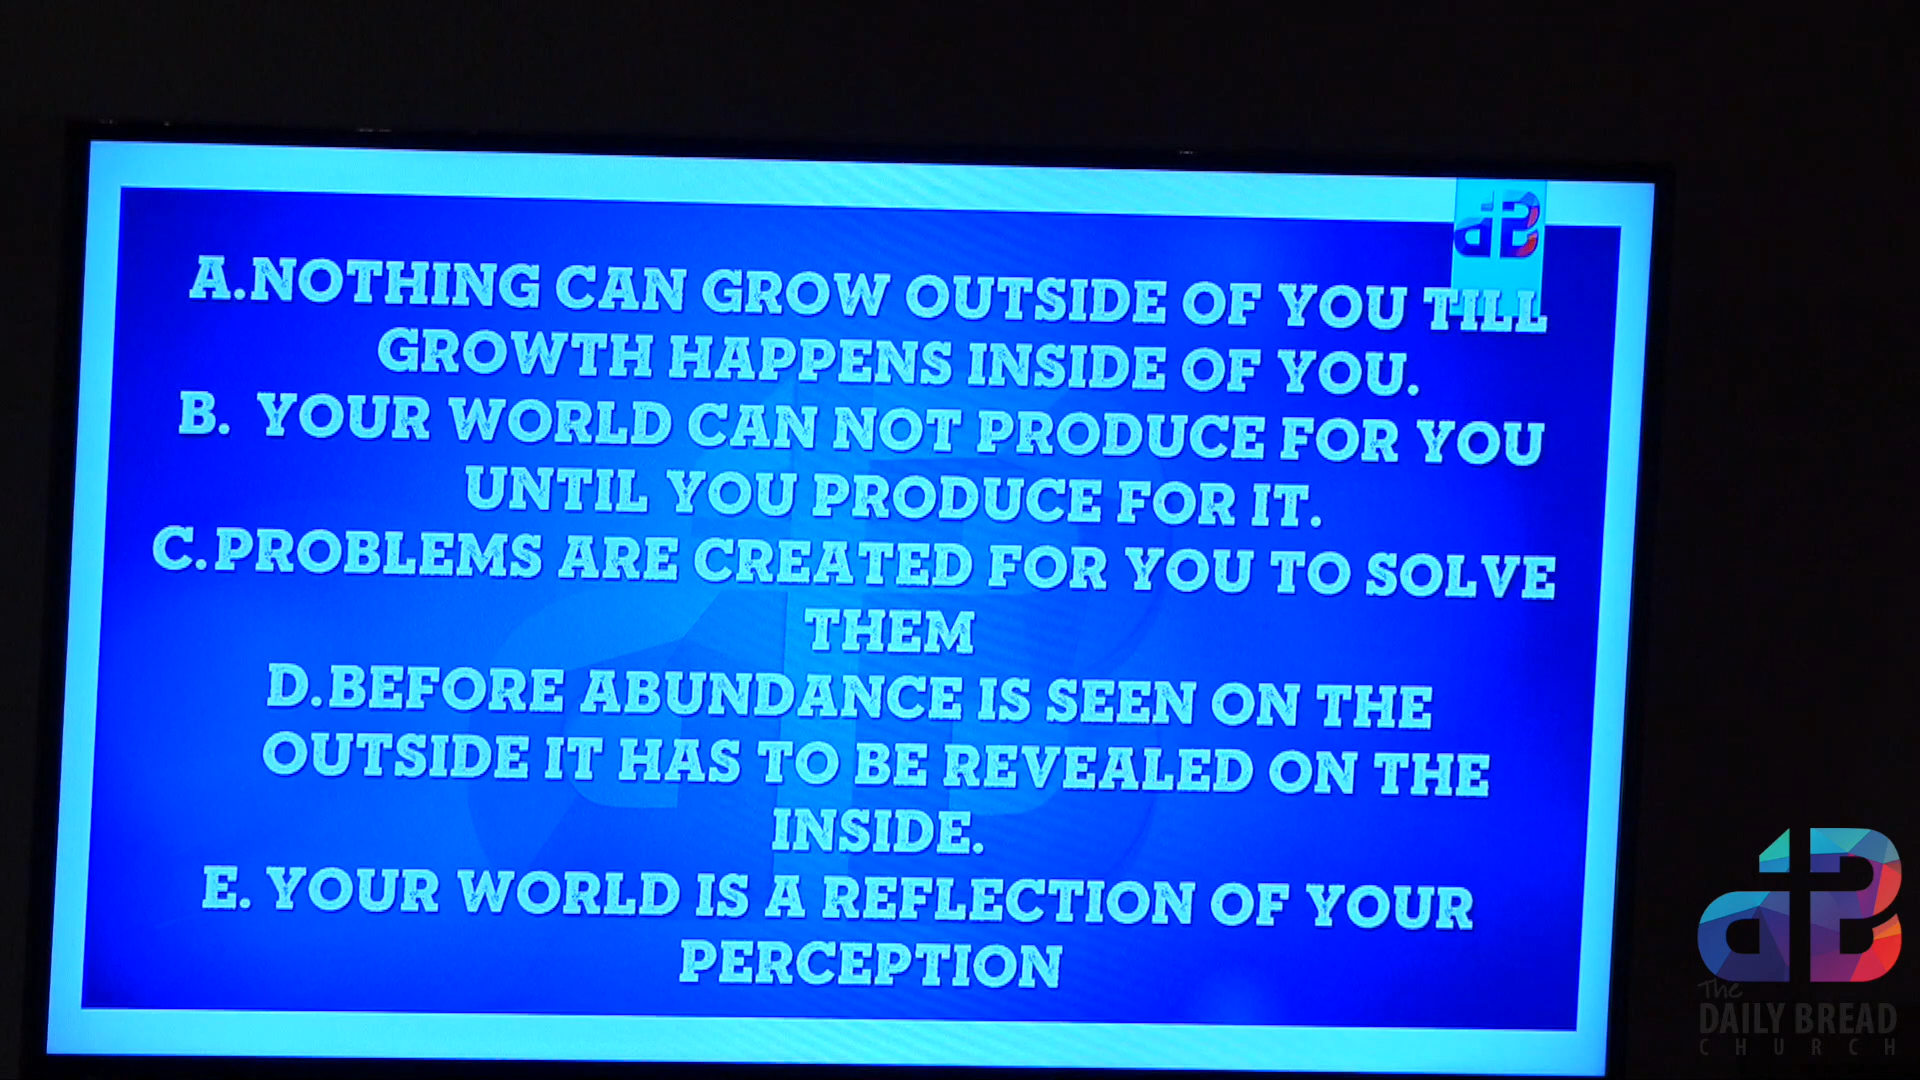 A.NOTHING CAN GROW OUTSIDE OF YOU TILL
GROWTH HAPPENS INSIDE OF YOU.
B. YOUR WORLD CAN NOT PRODUCE FOR YOU
UNTIL YOU PRODUCE FOR IT.
C.PROBLEMS ARE CREATED FOR YOU TO SOLVE
THEM
D.BEFORE ABUNDANCE IS SEEN ON THE
OUTSIDE IT HAS TO BE REVEALED ON THE
INSIDE.
E. YOUR WORLD IS A REFLECTION OF YOUR
PERCEPTION
The
DAILY BREAD
CHURCH